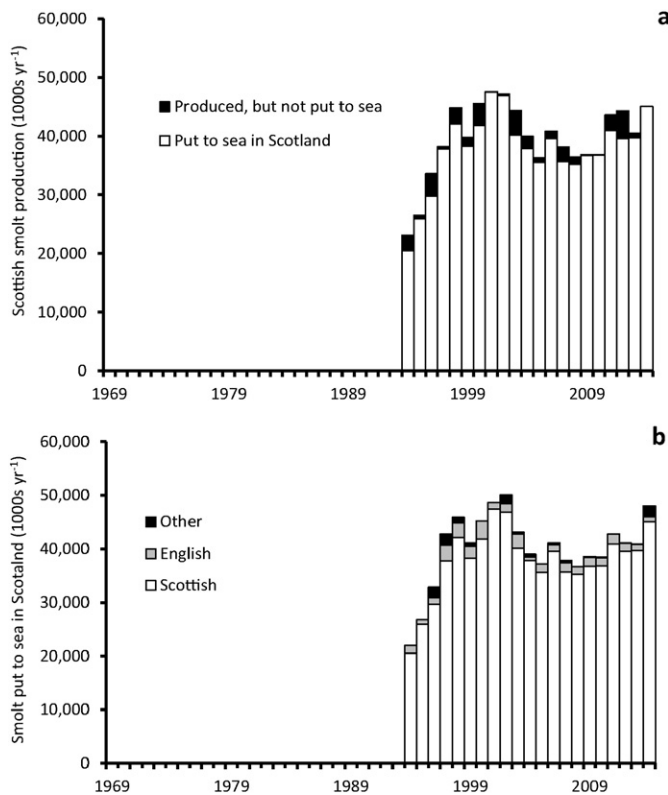 a
Scottish smolt production (1000s yr⁻¹)
60,000
50,000
40,000
30,000
20,000
10,000
0
Produced, but not put to sea
Put to sea in Scotland
1969 1979 1989 1999 2009
b
Smolt put to sea in Scotalnd (1000s yr⁻¹)
60,000
50,000
40,000
30,000
20,000
10,000
0
Other
English
Scottish
1969 1979 1989 1999 2009